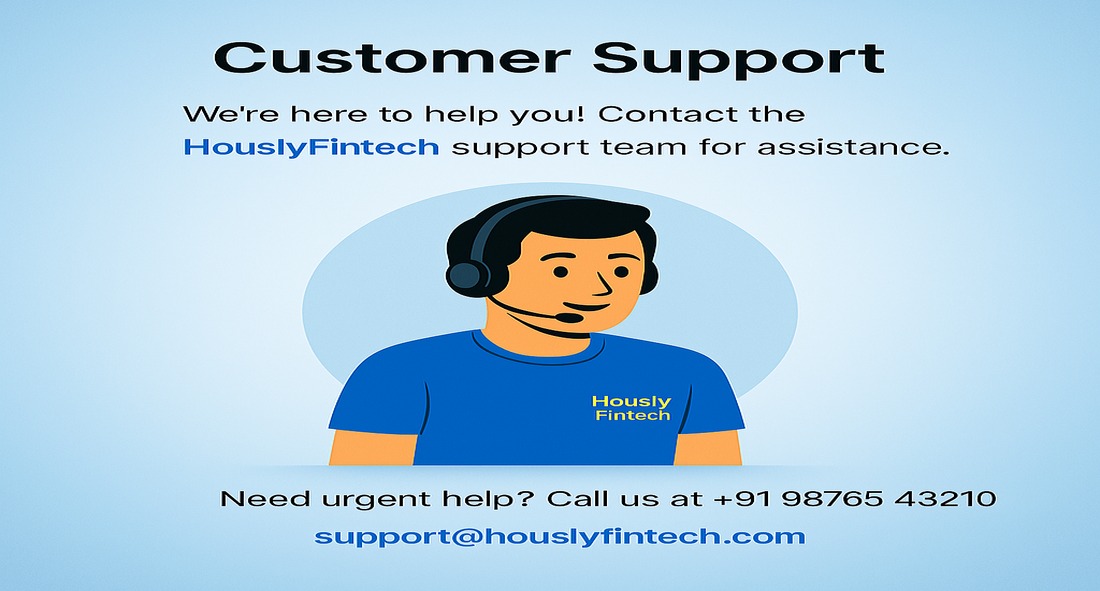 Customer Support
We're here to help you! Contact the
HouslyFintech support team for assistance.
Hously
Fintech
Need urgent help? Call us at +91 98765 43210
support@houslyfintech.com